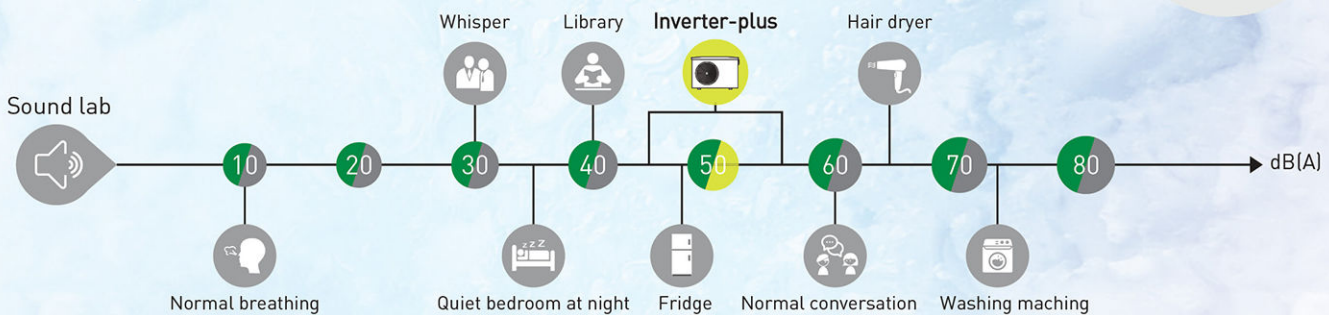 Whisper
Library
Inverter-plus
Hair dryer
Sound lab
10
20
30
40
50
60
70
80
dB(A)
Normal breathing
Quiet bedroom at night
Fridge
Normal conversation
Washing maching